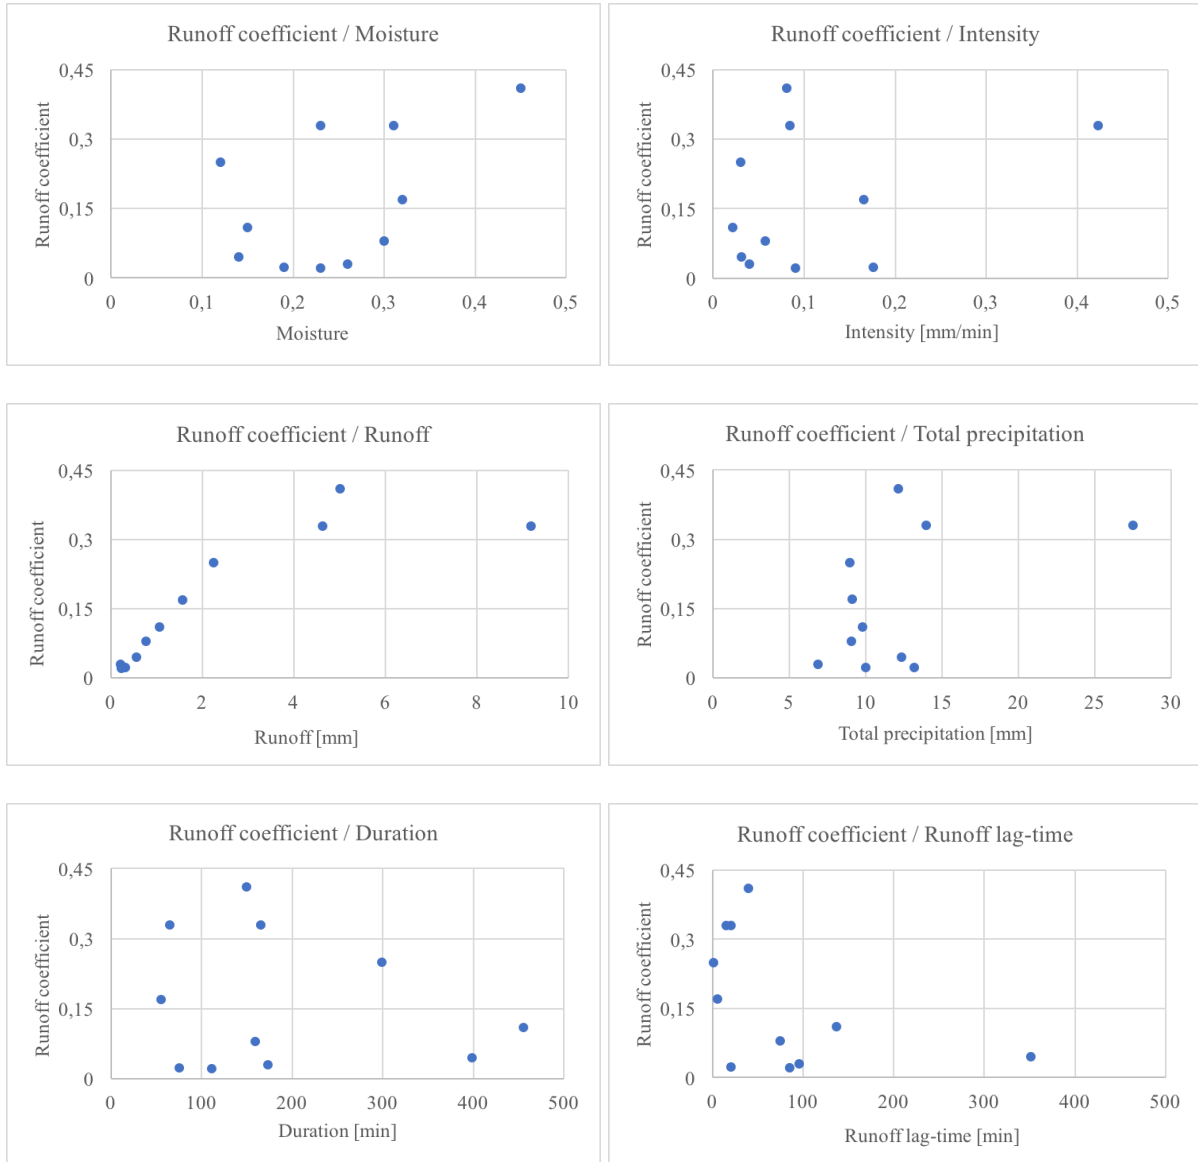 Runoff coefficient / Moisture
0,45
0,3
0,15
0
Runoff coefficient
0 0,1 0,2 0,3 0,4 0,5
Moisture
Runoff coefficient / Intensity
0,45
0,3
0,15
0
Runoff coefficient
0 0,1 0,2 0,3 0,4 0,5
Intensity [mm/min]
Runoff coefficient / Runoff
0,45
0,3
0,15
0
Runoff coefficient
0 2 4 6 8 10
Runoff [mm]
Runoff coefficient / Total precipitation
0,45
0,3
0,15
0
Runoff coefficient
0 5 10 15 20 25 30
Total precipitation [mm]
Runoff coefficient / Duration
0,45
0,3
0,15
0
Runoff coefficient
0 100 200 300 400 500
Duration [min]
Runoff coefficient / Runoff lag-time
0,45
0,3
0,15
0
Runoff coefficient
0 100 200 300 400 500
Runoff lag-time [min]